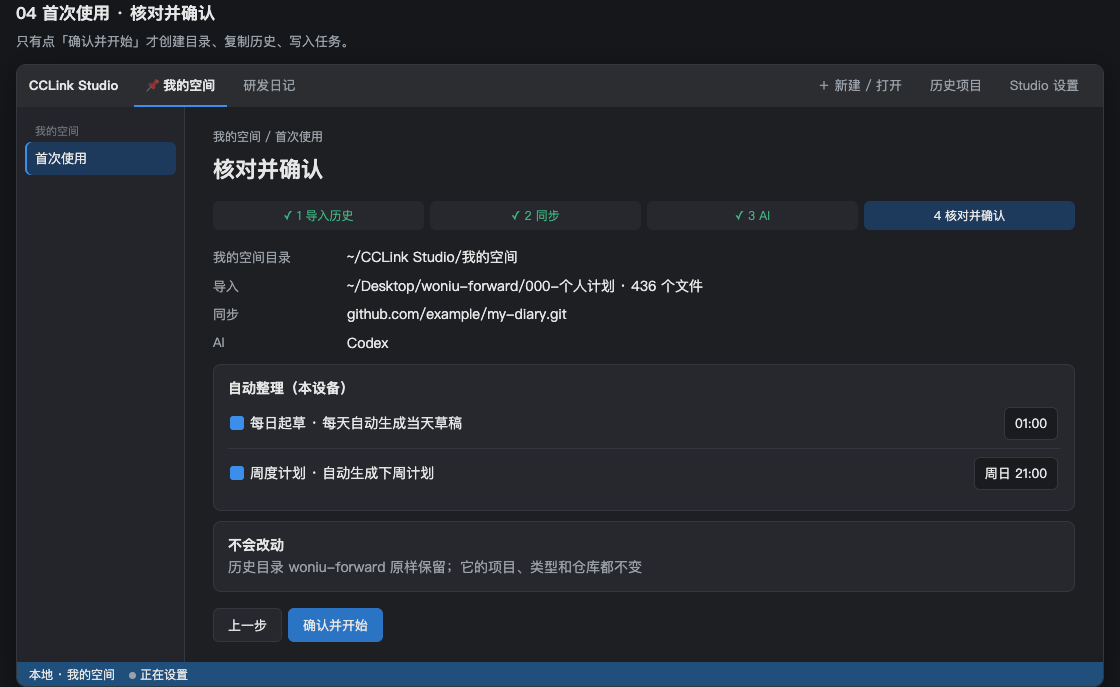 04 首次使用 · 核对并确认
只有点「确认并开始」才创建目录、复制历史、写入任务。
CCLink Studio 📌 我的空间 研发日记 + 新建 / 打开 历史项目 Studio 设置
我的空间
首次使用
我的空间 / 首次使用
核对并确认
✓ 1 导入历史 ✓ 2 同步 ✓ 3 AI 4 核对并确认
我的空间目录 ~/CCLink Studio/我的空间
导入 ~/Desktop/woniu-forward/000-个人计划 · 436 个文件
同步 github.com/example/my-diary.git
AI Codex
自动整理（本设备）
每日起草 · 每天自动生成当天草稿 01:00
周度计划 · 自动生成下周计划 周日 21:00
不会改动
历史目录 woniu-forward 原样保留；它的项目、类型和仓库都不变
上一步 确认并开始
本地 · 我的空间 ● 正在设置